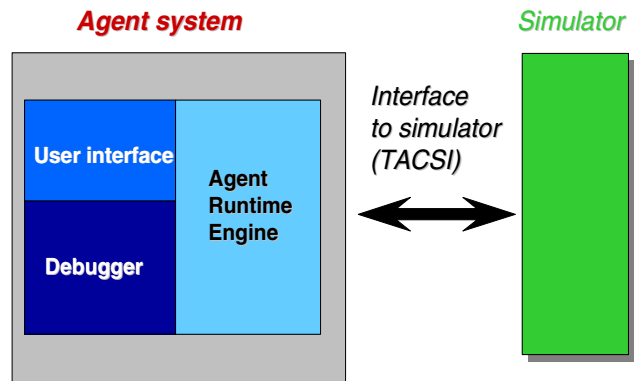 Agent system
Simulator
Interface
to simulator
(TACSI)
User interface
Agent
Runtime
Engine
Debugger